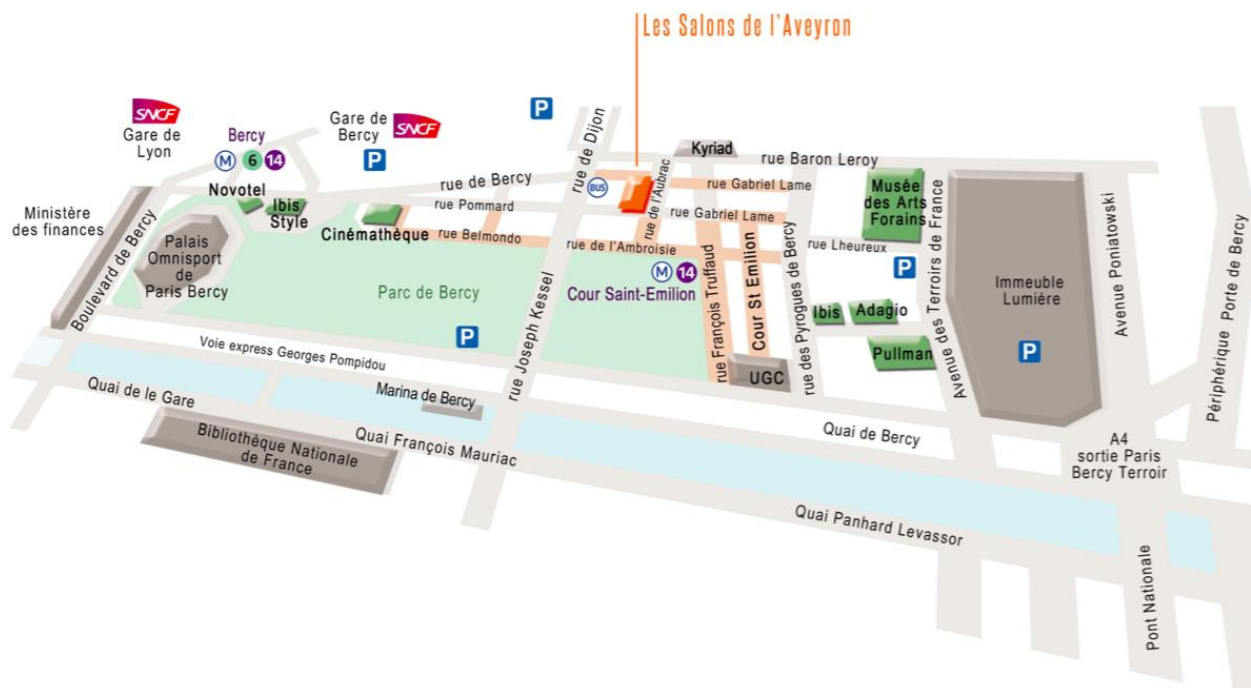 Les Salons de l'Aveyron
SNCF
Gare de
Lyon
Bercy
M 6 14
Gare de
Bercy
SNCF
P
P
rue de Dijon
Kyriad
rue Baron Leroy
Novotel
Ibis
Style
rue de Bercy
BUS
rue de l'Aubrac
rue Gabriel Lame
Musée
des Arts
Forains
Ministère
des finances
Boulevard de Bercy
Palais
Omnisport
de
Paris Bercy
Cinémathèque
rue Pommard
rue Belmondo
rue Gabriel Lame
rue de l'Ambroisie
rue Lheureux
M 14
Cour Saint-Emilion
Parc de Bercy
P
rue Joseph Kessel
rue François Truffaud
Cour St Emilion
rue des Pyrogues de Bercy
P
Ibis
Adagio
Pullman
UGC
Avenue des Terroirs de France
Immeuble
Lumière
P
Avenue Poniatowski
Périphérique Porte de Bercy
Voie express Georges Pompidou
Quai de le Gare
Marina de Bercy
Bibliothèque Nationale
de France
Quai François Mauriac
Quai de Bercy
A4
sortie Paris
Bercy Terroir
Quai Panhard Levassor
Pont Nationale